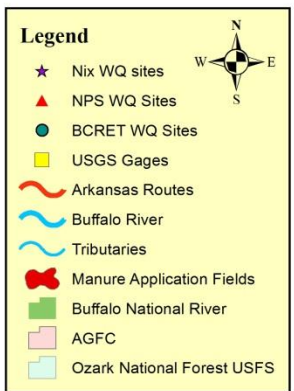 Legend
N
W E
S
Nix WQ sites
NPS WQ Sites
BCRET WQ Sites
USGS Gages
Arkansas Routes
Buffalo River
Tributaries
Manure Application Fields
Buffalo National River
AGFC
Ozark National Forest USFS